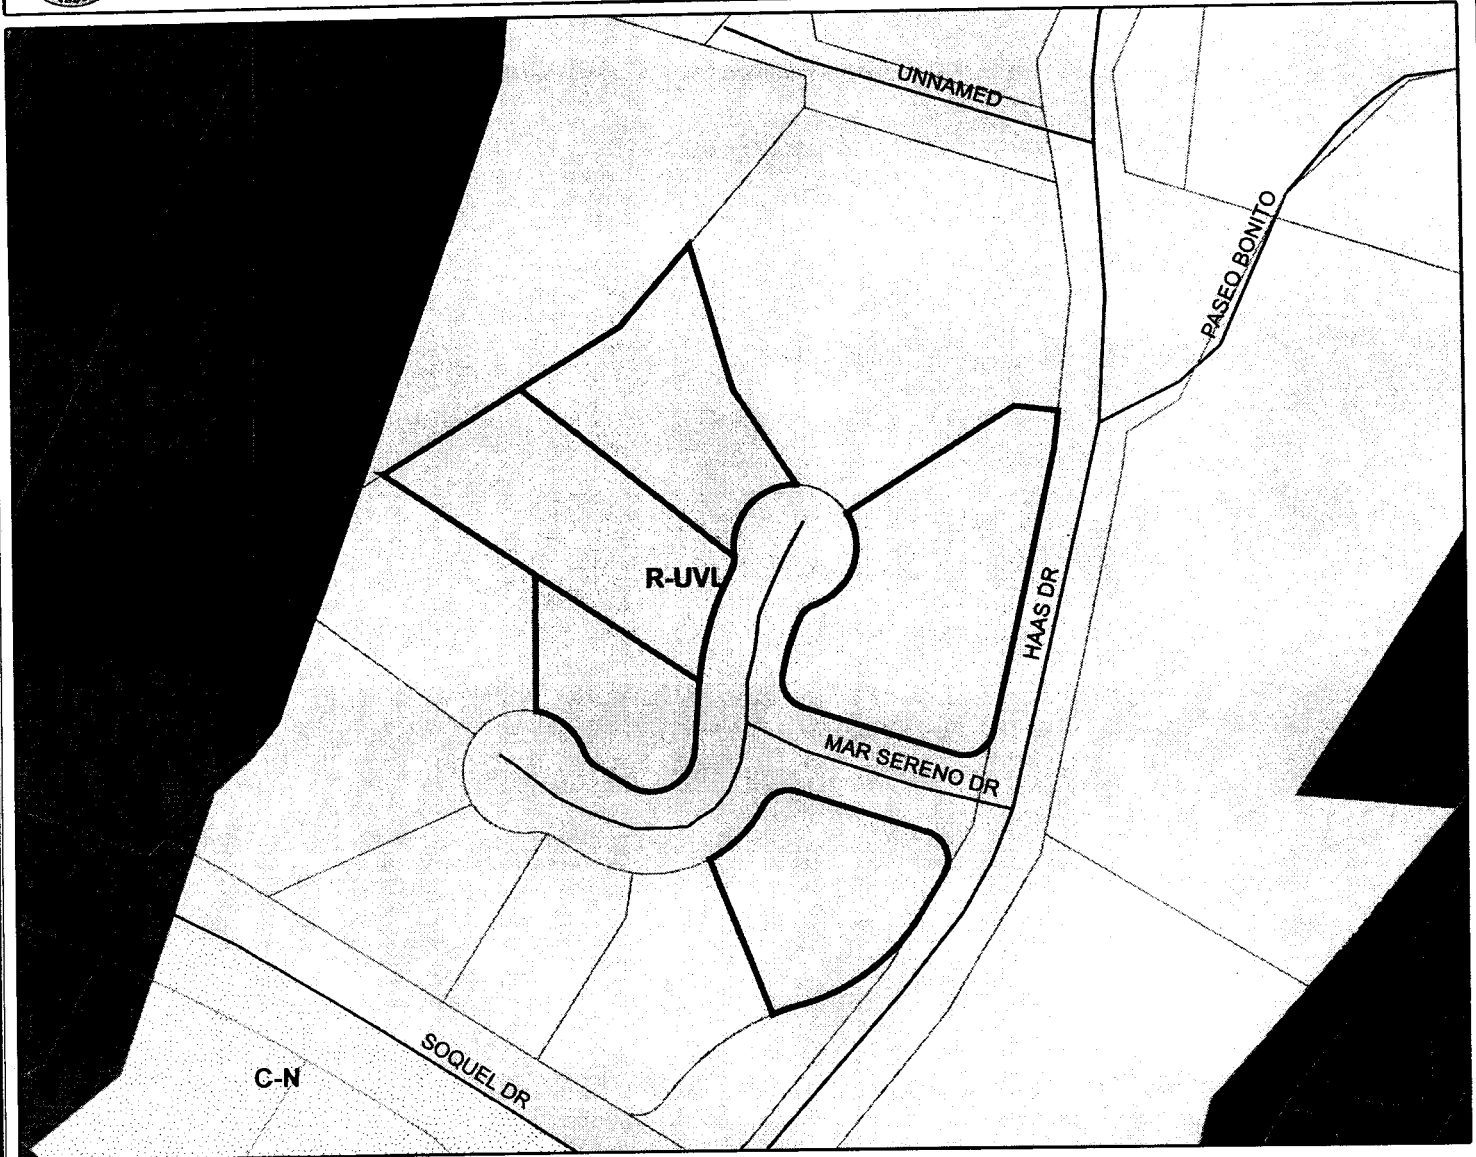 UNNAMED
PASEO BONITO
R-UVL
HAAS DR
MAR SERENO DR
SOQUEL DR
C-N